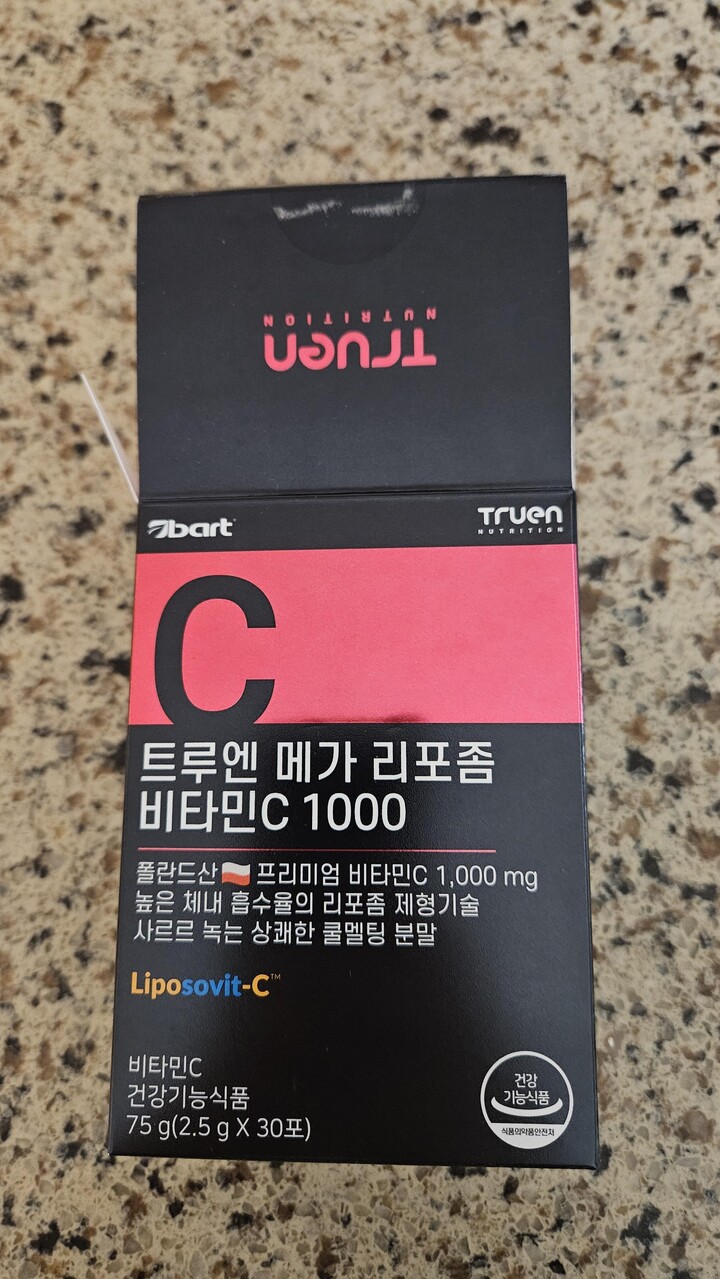 Truen
NUTRITION
bart
Truen
NUTRITION
C
트루엔 메가 리포좀
비타민C 1000
폴란드산 프리미엄 비타민C 1,000 mg
높은 체내 흡수율의 리포좀 제형기술
사르르 녹는 상쾌한 쿨멜팅 분말
Liposovit-C™
비타민C
건강기능식품
75 g(2.5 g X 30포)
건강
기능식품
식품의약품안전처